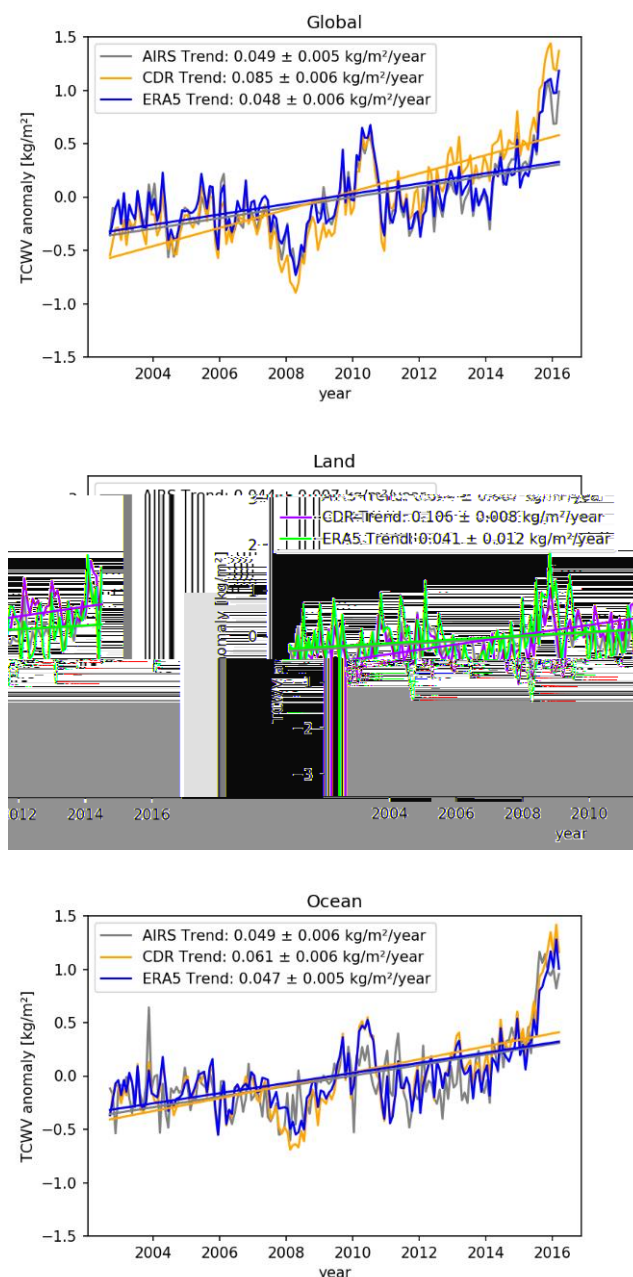 Global
1.5
AIRS Trend: 0.049 ± 0.005 kg/m²/year
CDR Trend: 0.085 ± 0.006 kg/m²/year
ERA5 Trend: 0.048 ± 0.006 kg/m²/year
1.0
0.5
0.0
−0.5
−1.0
−1.5
TCWV anomaly [kg/m²]
2004 2006 2008 2010 2012 2014 2016
year
Land
AIRS Trend:
CDR Trend: 0.106 ± 0.008 kg/m²/year
2
ERA5 Trend: 0.041 ± 0.012 kg/m²/year
0
[kg/m²]
2014 2016 2004 2006 2008 2010
year
Ocean
1.5
AIRS Trend: 0.049 ± 0.006 kg/m²/year
CDR Trend: 0.061 ± 0.006 kg/m²/year
ERA5 Trend: 0.047 ± 0.005 kg/m²/year
1.0
0.5
0.0
−0.5
−1.0
−1.5
TCWV anomaly [kg/m²]
2004 2006 2008 2010 2012 2014 2016
year